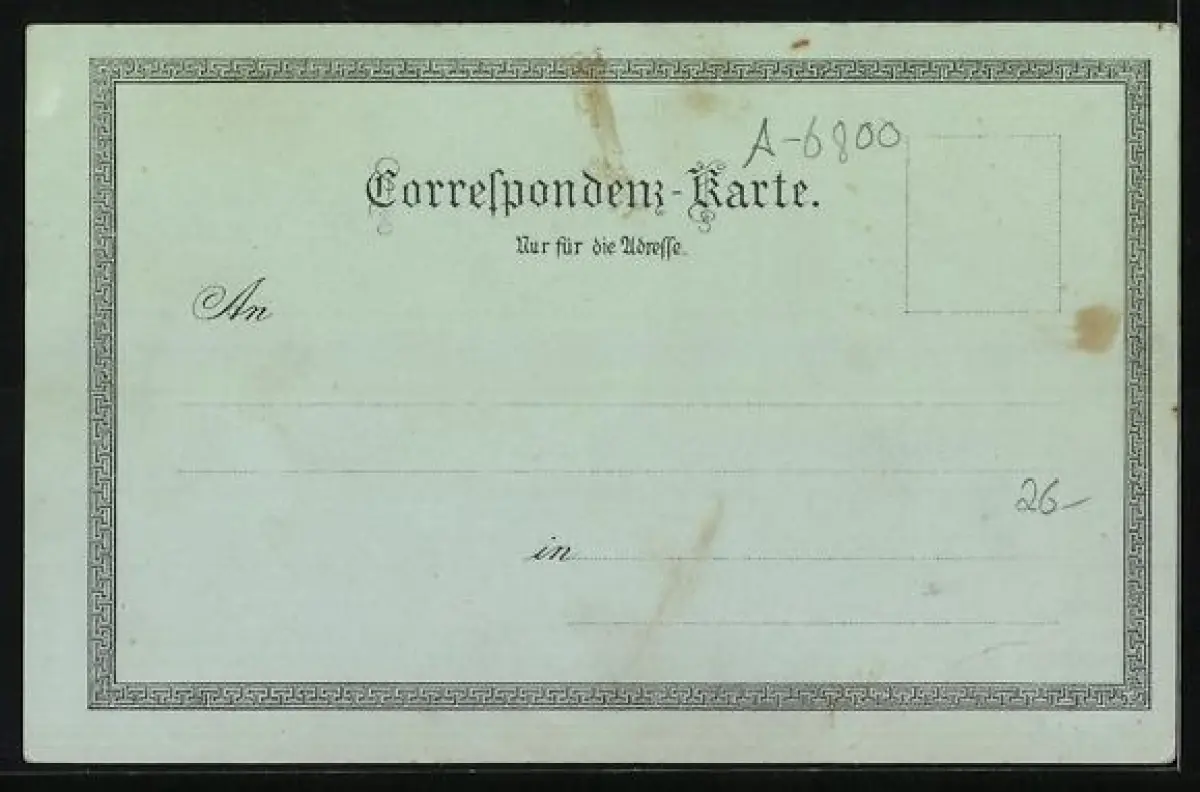 A-6800
Correſpondenz-Karte.
Nur für die Adreſſe.
An
26-
in